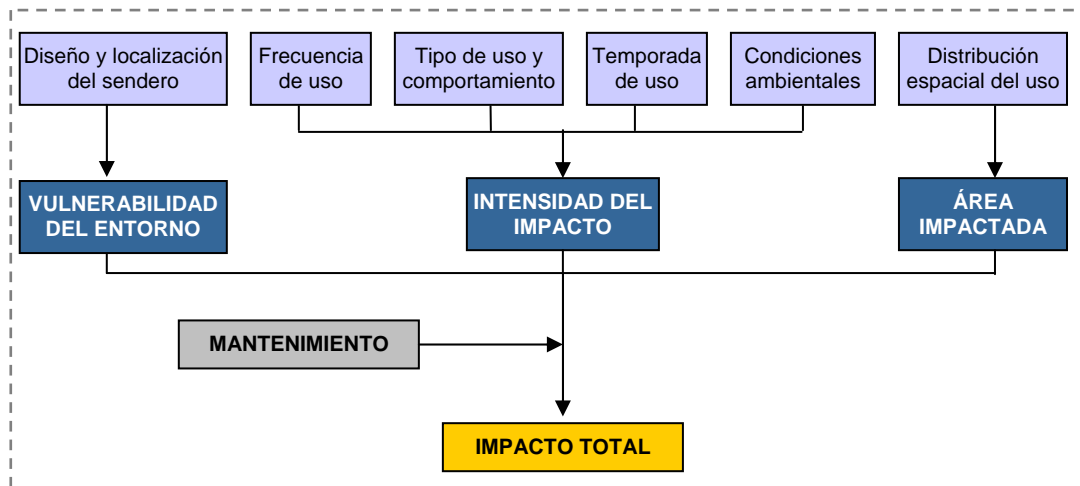 Diseño y localización
del sendero
Frecuencia
de uso
Tipo de uso y
comportamiento
Temporada
de uso
Condiciones
ambientales
Distribución
espacial del uso
VULNERABILIDAD
DEL ENTORNO
INTENSIDAD DEL
IMPACTO
ÁREA
IMPACTADA
MANTENIMIENTO
IMPACTO TOTAL